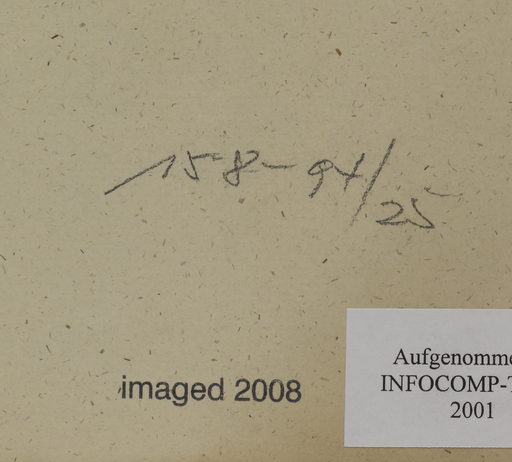 158-94/25
imaged 2008
Aufgenomme
INFOCOMP-
2001